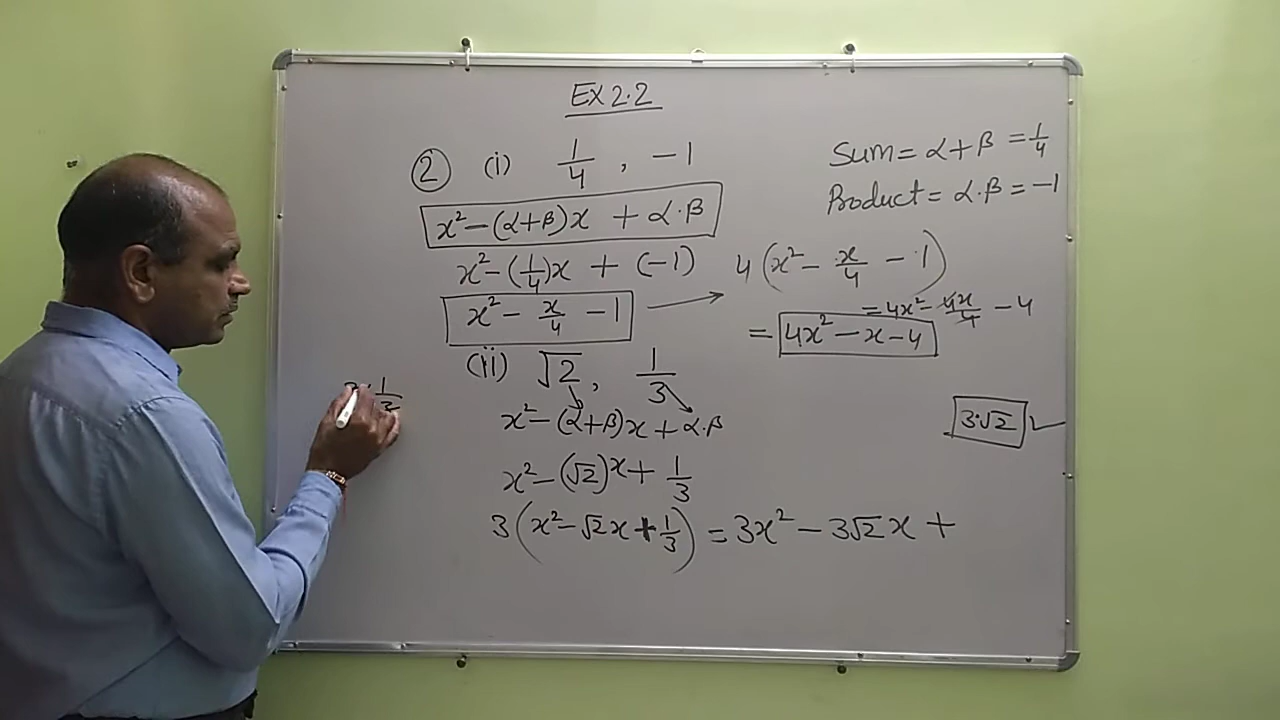 EX 2.2
② (i) 1/4 , -1
x² - (α+β)x + α.β
x² - (1/4)x + (-1)
x² - x/4 - 1
Sum = α+β = 1/4
Product = α.β = -1
4(x² - x/4 - 1)
= 4x² - 4x/4 - 4
= 4x² - x - 4
(ii) √2, 1/3
x² - (α+β)x + α.β
x² - (√2)x + 1/3
3(x² - √2x + 1/3) = 3x² - 3√2x +
3.√2